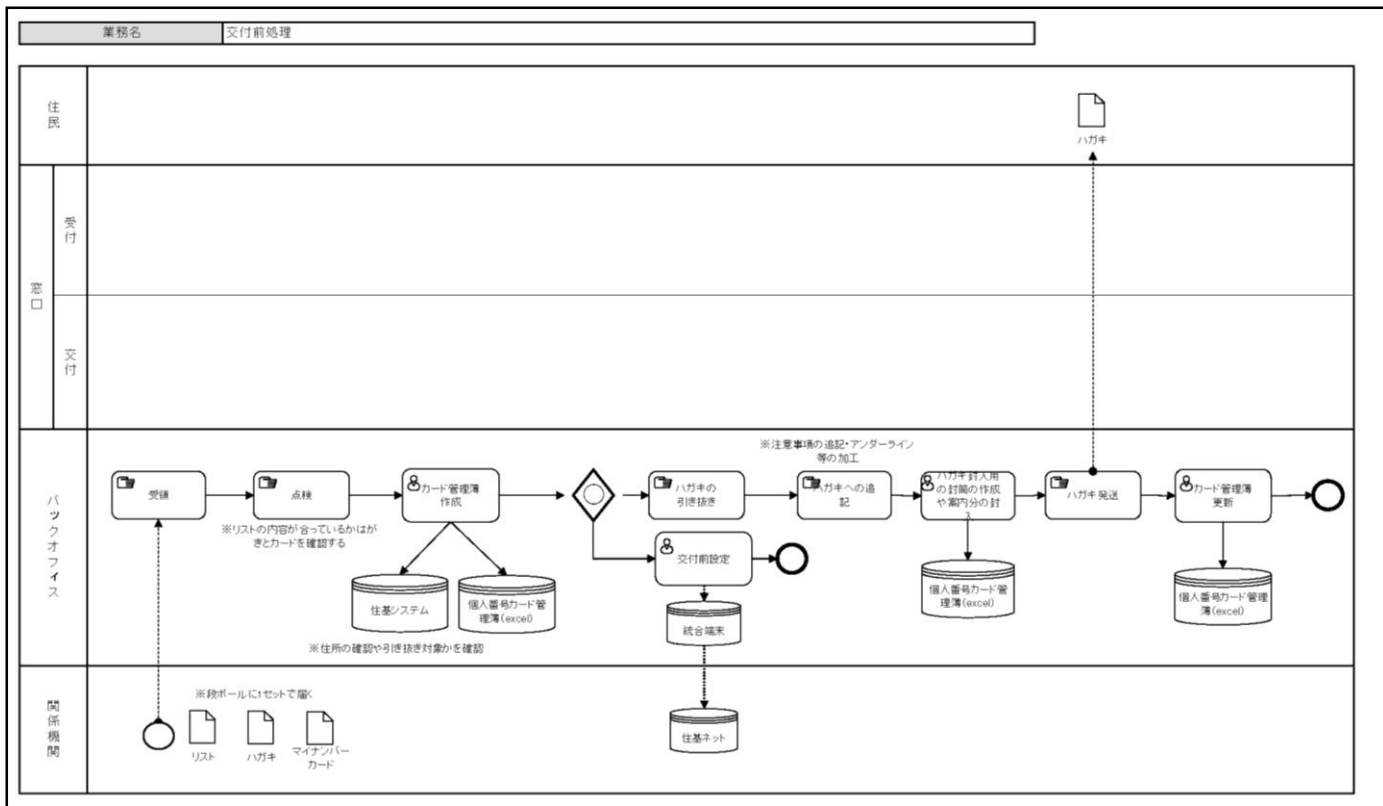 業務名
交付前処理
住民
ハガキ
窓口
受付
交付
バックオフィス
※注意事項の追記・アンダーライン
等の加工
受領
点検
カード管理簿
作成
ハガキの
引き抜き
ハガキへの追
記
ハガキ封入用
の封筒の作成
や案内分の封
入
ハガキ発送
カード管理簿
更新
※リストの内容が合っているかはが
きとカードを確認する
交付前設定
住基システム
個人番号カード管
理簿(excel)
統合端末
個人番号カード管
理簿(excel)
個人番号カード管理
簿(excel)
※住所の確認や引き抜き対象かを確認
関係機関
※段ボールに1セットで届く
リスト
ハガキ
マイナンバー
カード
住基ネット